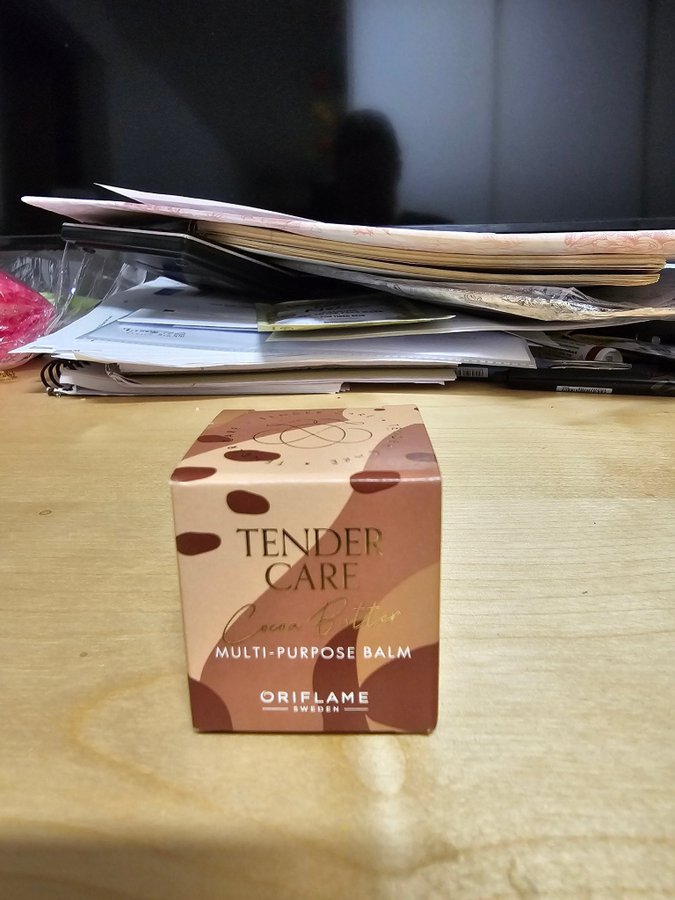 TENDER
CARE
Cocoa Butter
MULTI-PURPOSE BALM
ORIFLAME
SWEDEN